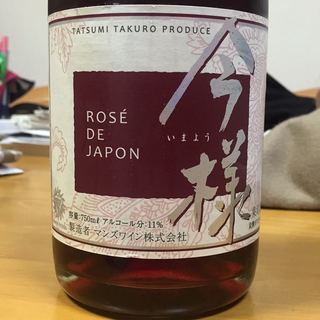 TATSUMI TAKURO PRODUCE
ROSÉ
DE
JAPON
今様
いまよう
容量:750mℓ アルコール分:11%
製造者 マンズワイン株式会社